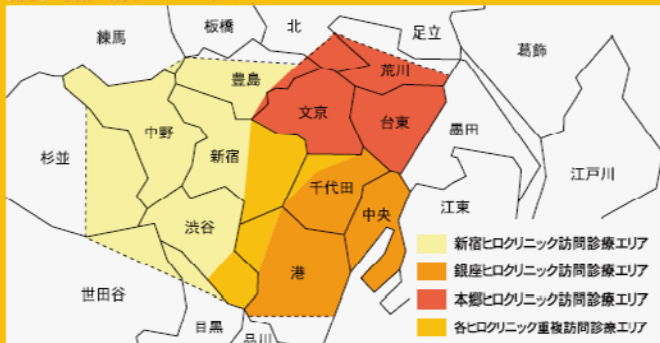 板橋
北
足立
練馬
葛飾
豊島
荒川
文京
台東
中野
墨田
杉並
新宿
江戸川
千代田
中央
江東
渋谷
新宿ヒロクリニック訪問診療エリア
港
銀座ヒロクリニック訪問診療エリア
世田谷
本郷ヒロクリニック訪問診療エリア
目黒
品川
各ヒロクリニック重複訪問診療エリア